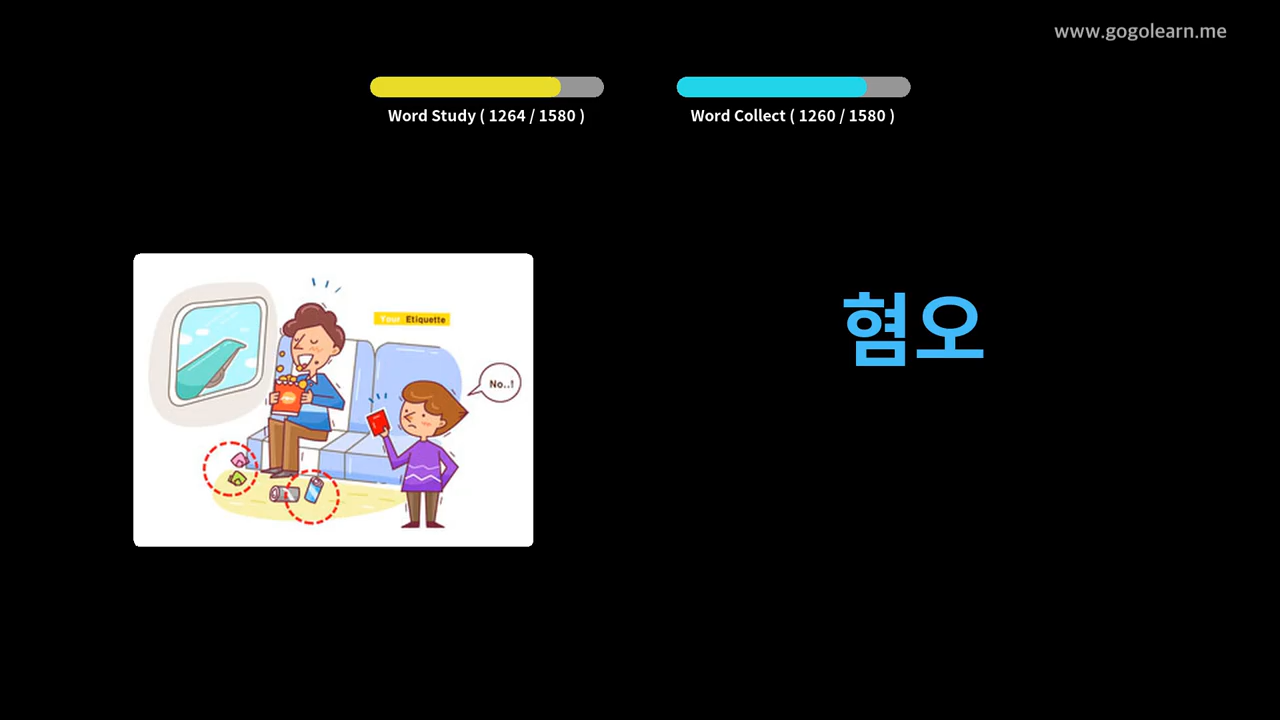 www.gogolearn.me
Word Study ( 1264 / 1580 )
Word Collect ( 1260 / 1580 )
Your Etiquette
No..!
혐오